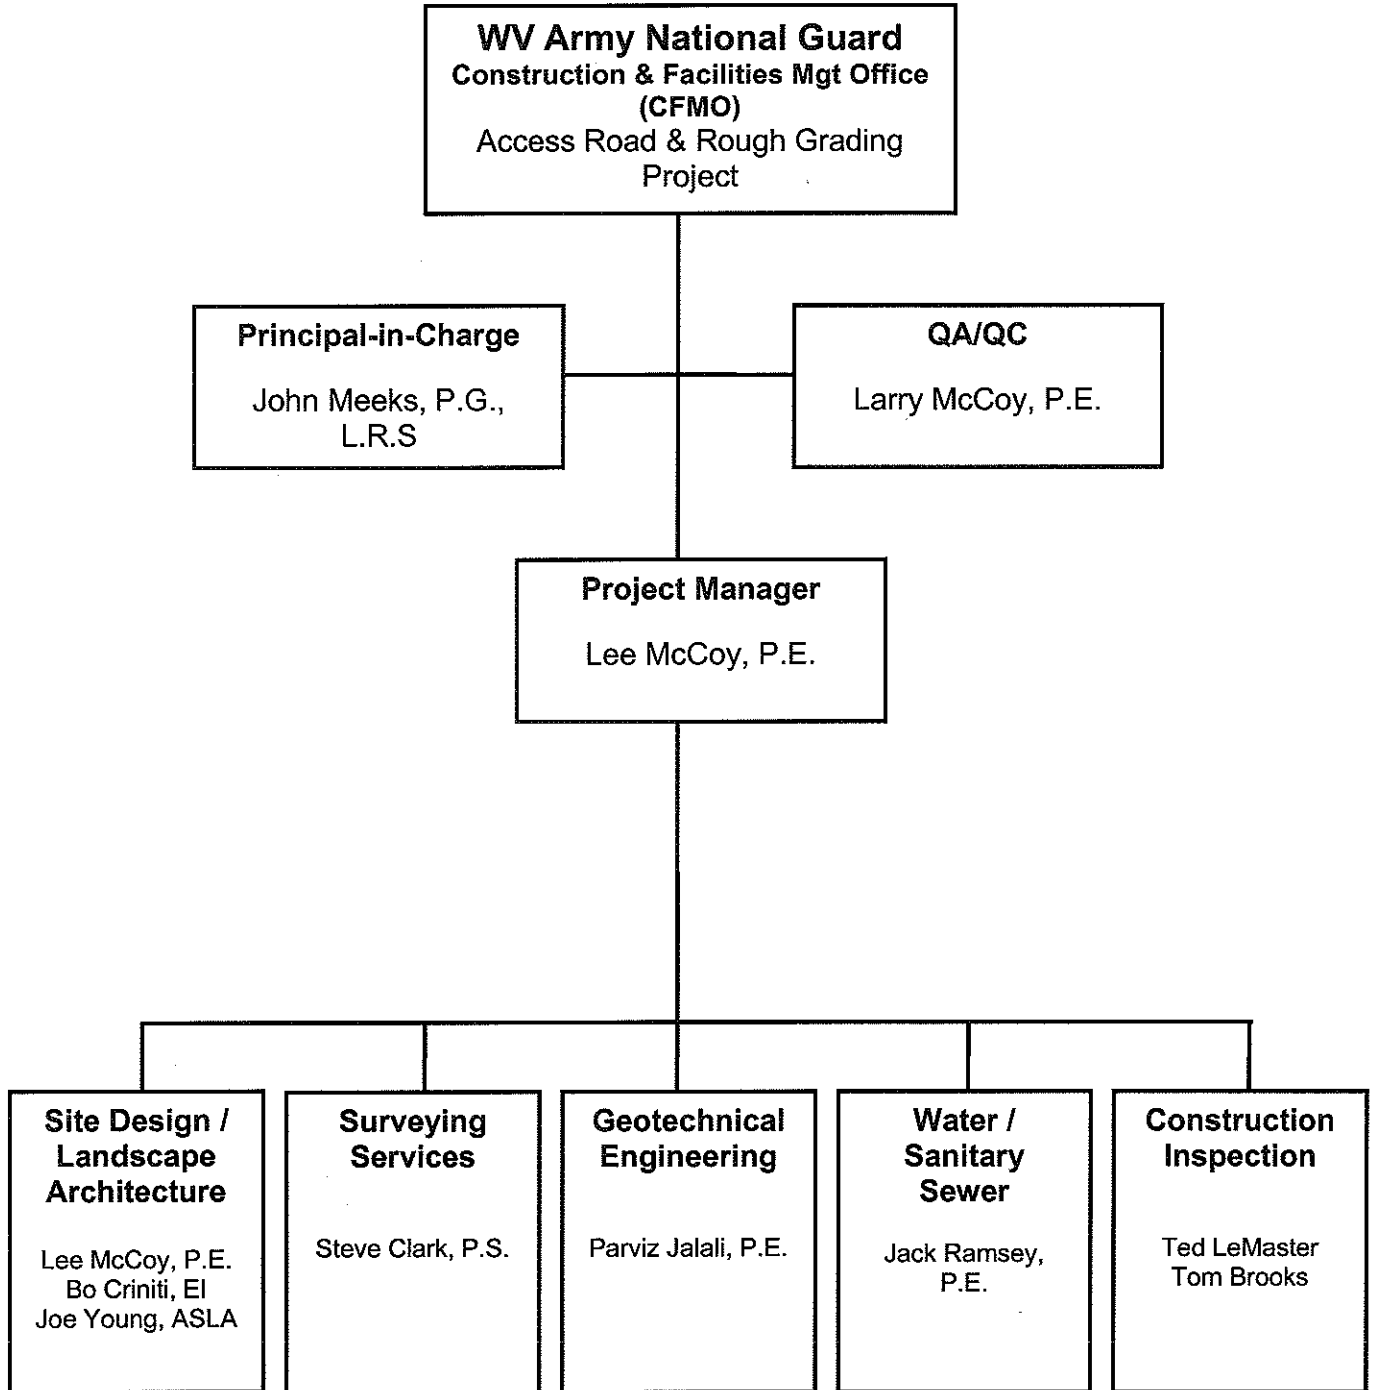 WV Army National Guard
Construction & Facilities Mgt Office
(CFMO)
Access Road & Rough Grading
Project
Principal-in-Charge
John Meeks, P.G.,
L.R.S
QA/QC
Larry McCoy, P.E.
Project Manager
Lee McCoy, P.E.
Site Design /
Landscape
Architecture
Lee McCoy, P.E.
Bo Criniti, EI
Joe Young, ASLA
Surveying
Services
Steve Clark, P.S.
Geotechnical
Engineering
Parviz Jalali, P.E.
Water /
Sanitary
Sewer
Jack Ramsey,
P.E.
Construction
Inspection
Ted LeMaster
Tom Brooks